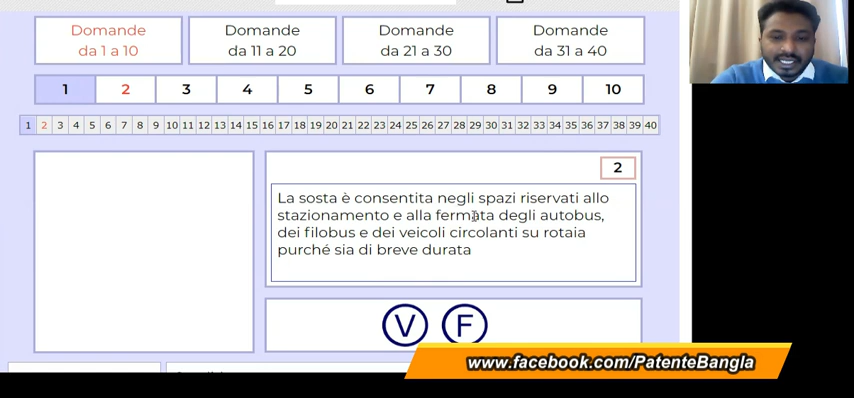 Domande
da 1 a 10
Domande
da 11 a 20
Domande
da 21 a 30
Domande
da 31 a 40
1 2 3 4 5 6 7 8 9 10
1 2 3 4 5 6 7 8 9 10 11 12 13 14 15 16 17 18 19 20 21 22 23 24 25 26 27 28 29 30 31 32 33 34 35 36 37 38 39 40
2
La sosta è consentita negli spazi riservati allo
stazionamento e alla fermata degli autobus,
dei filobus e dei veicoli circolanti su rotaia
purché sia di breve durata
V F
www.facebook.com/PatenteBangla